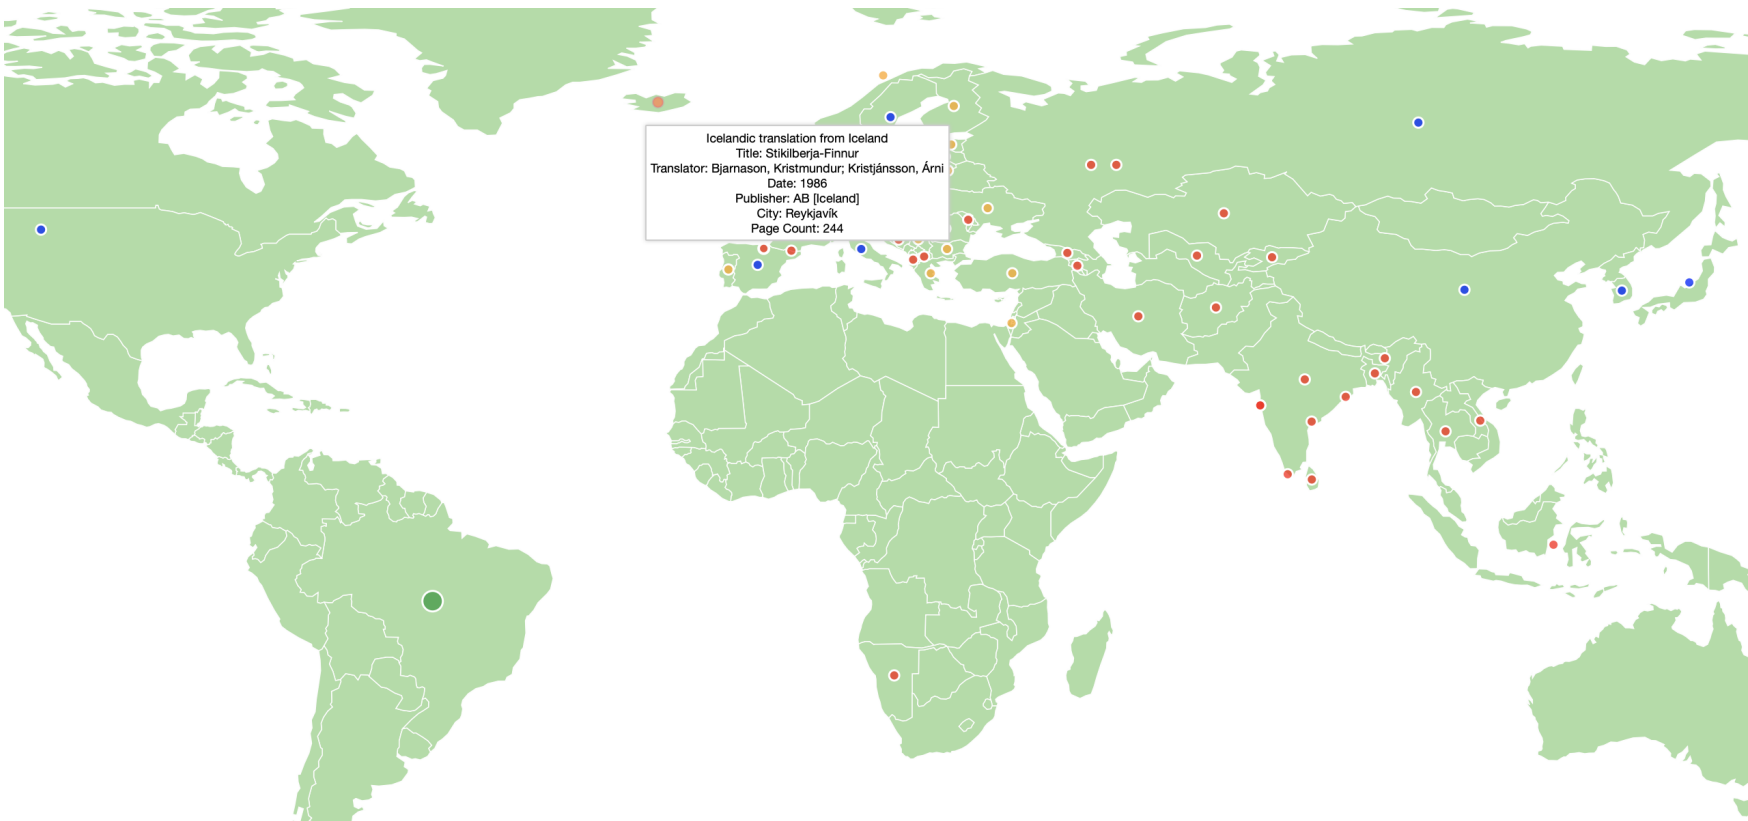 Icelandic translation from Iceland
Title: Stikilberja-Finnur
Translator: Bjarnason, Kristmundur; Kristjánsson, Árni
Date: 1986
Publisher: AB [Iceland]
City: Reykjavík
Page Count: 244